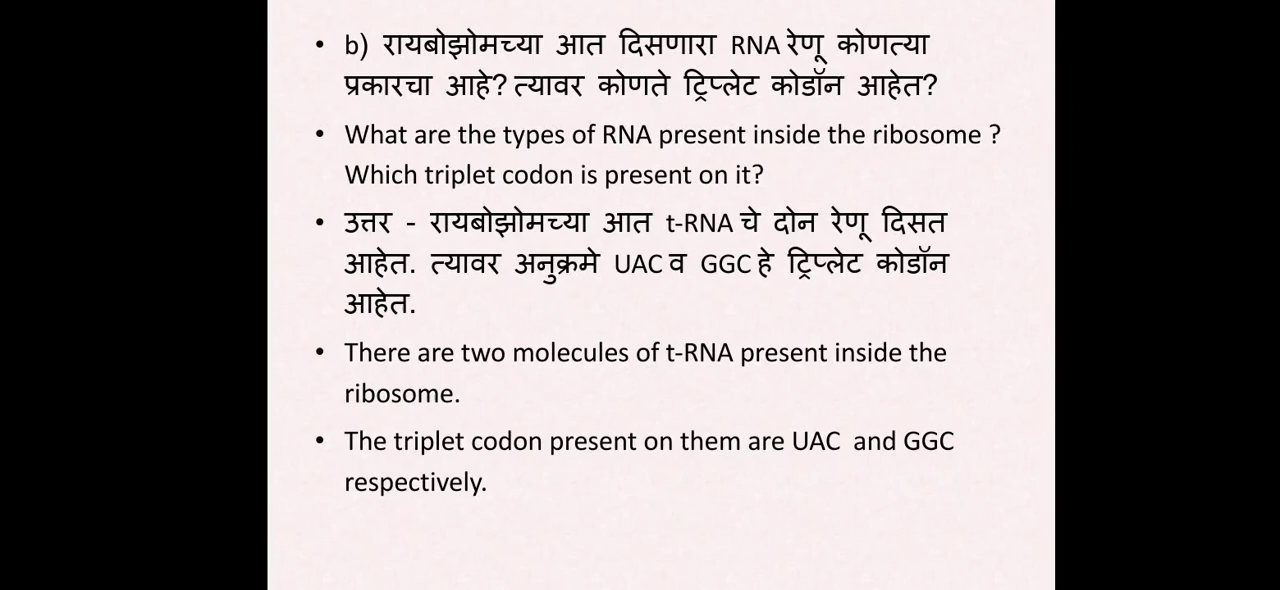 • b) रायबोझोमच्या आत दिसणारा RNA रेणू कोणत्या
प्रकारचा आहे? त्यावर कोणते ट्रिप्लेट कोडॉन आहेत?
• What are the types of RNA present inside the ribosome ?
Which triplet codon is present on it?
• उत्तर - रायबोझोमच्या आत t-RNA चे दोन रेणू दिसत
आहेत. त्यावर अनुक्रमे UAC व GGC हे ट्रिप्लेट कोडॉन
आहेत.
• There are two molecules of t-RNA present inside the
ribosome.
• The triplet codon present on them are UAC and GGC
respectively.